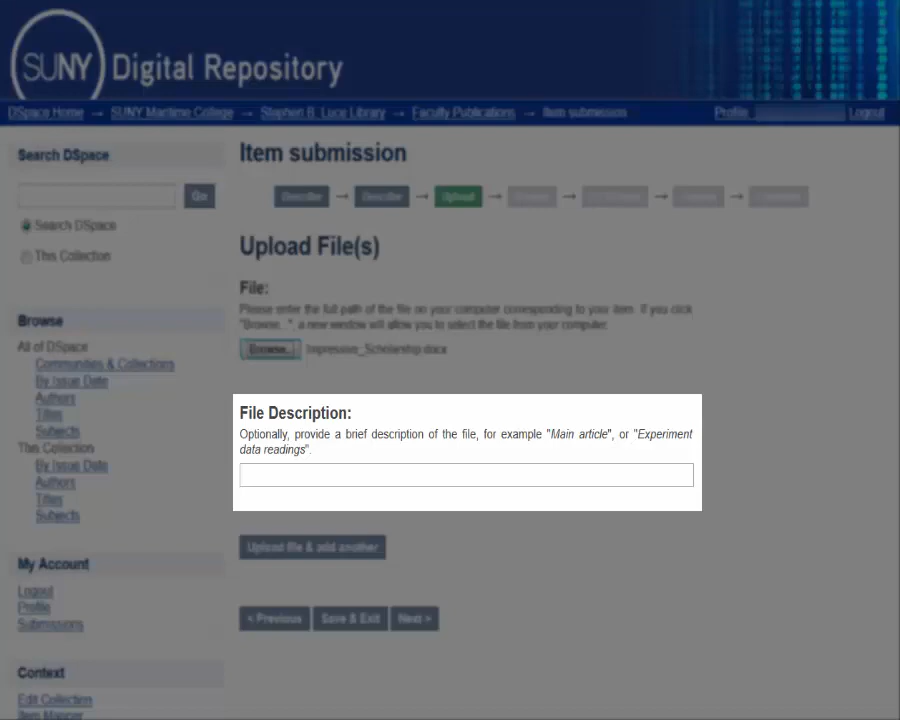 SUNY Digital Repository
DSpace Home → SUNY Maritime College → Stephen B. Luce Library → Faculty Publications → Item submission
Profile: Logout
Search DSpace
Go
Search DSpace
This Collection
Browse
All of DSpace
Communities & Collections
By Issue Date
Authors
Titles
Subjects
This Collection
By Issue Date
Authors
Titles
Subjects
My Account
Logout
Profile
Submissions
Context
Edit Collection
Item Mapper
Item submission
Describe → Describe → Upload → → → →
Upload File(s)
File:
Please enter the full path of the file on your computer corresponding to your item. If you click
"Browse...", a new window will allow you to select the file from your computer.
Browse... Impressive_Scholarship.docx
File Description:
Optionally, provide a brief description of the file, for example "Main article", or "Experiment
data readings".
Upload file & add another
< Previous Save & Exit Next >